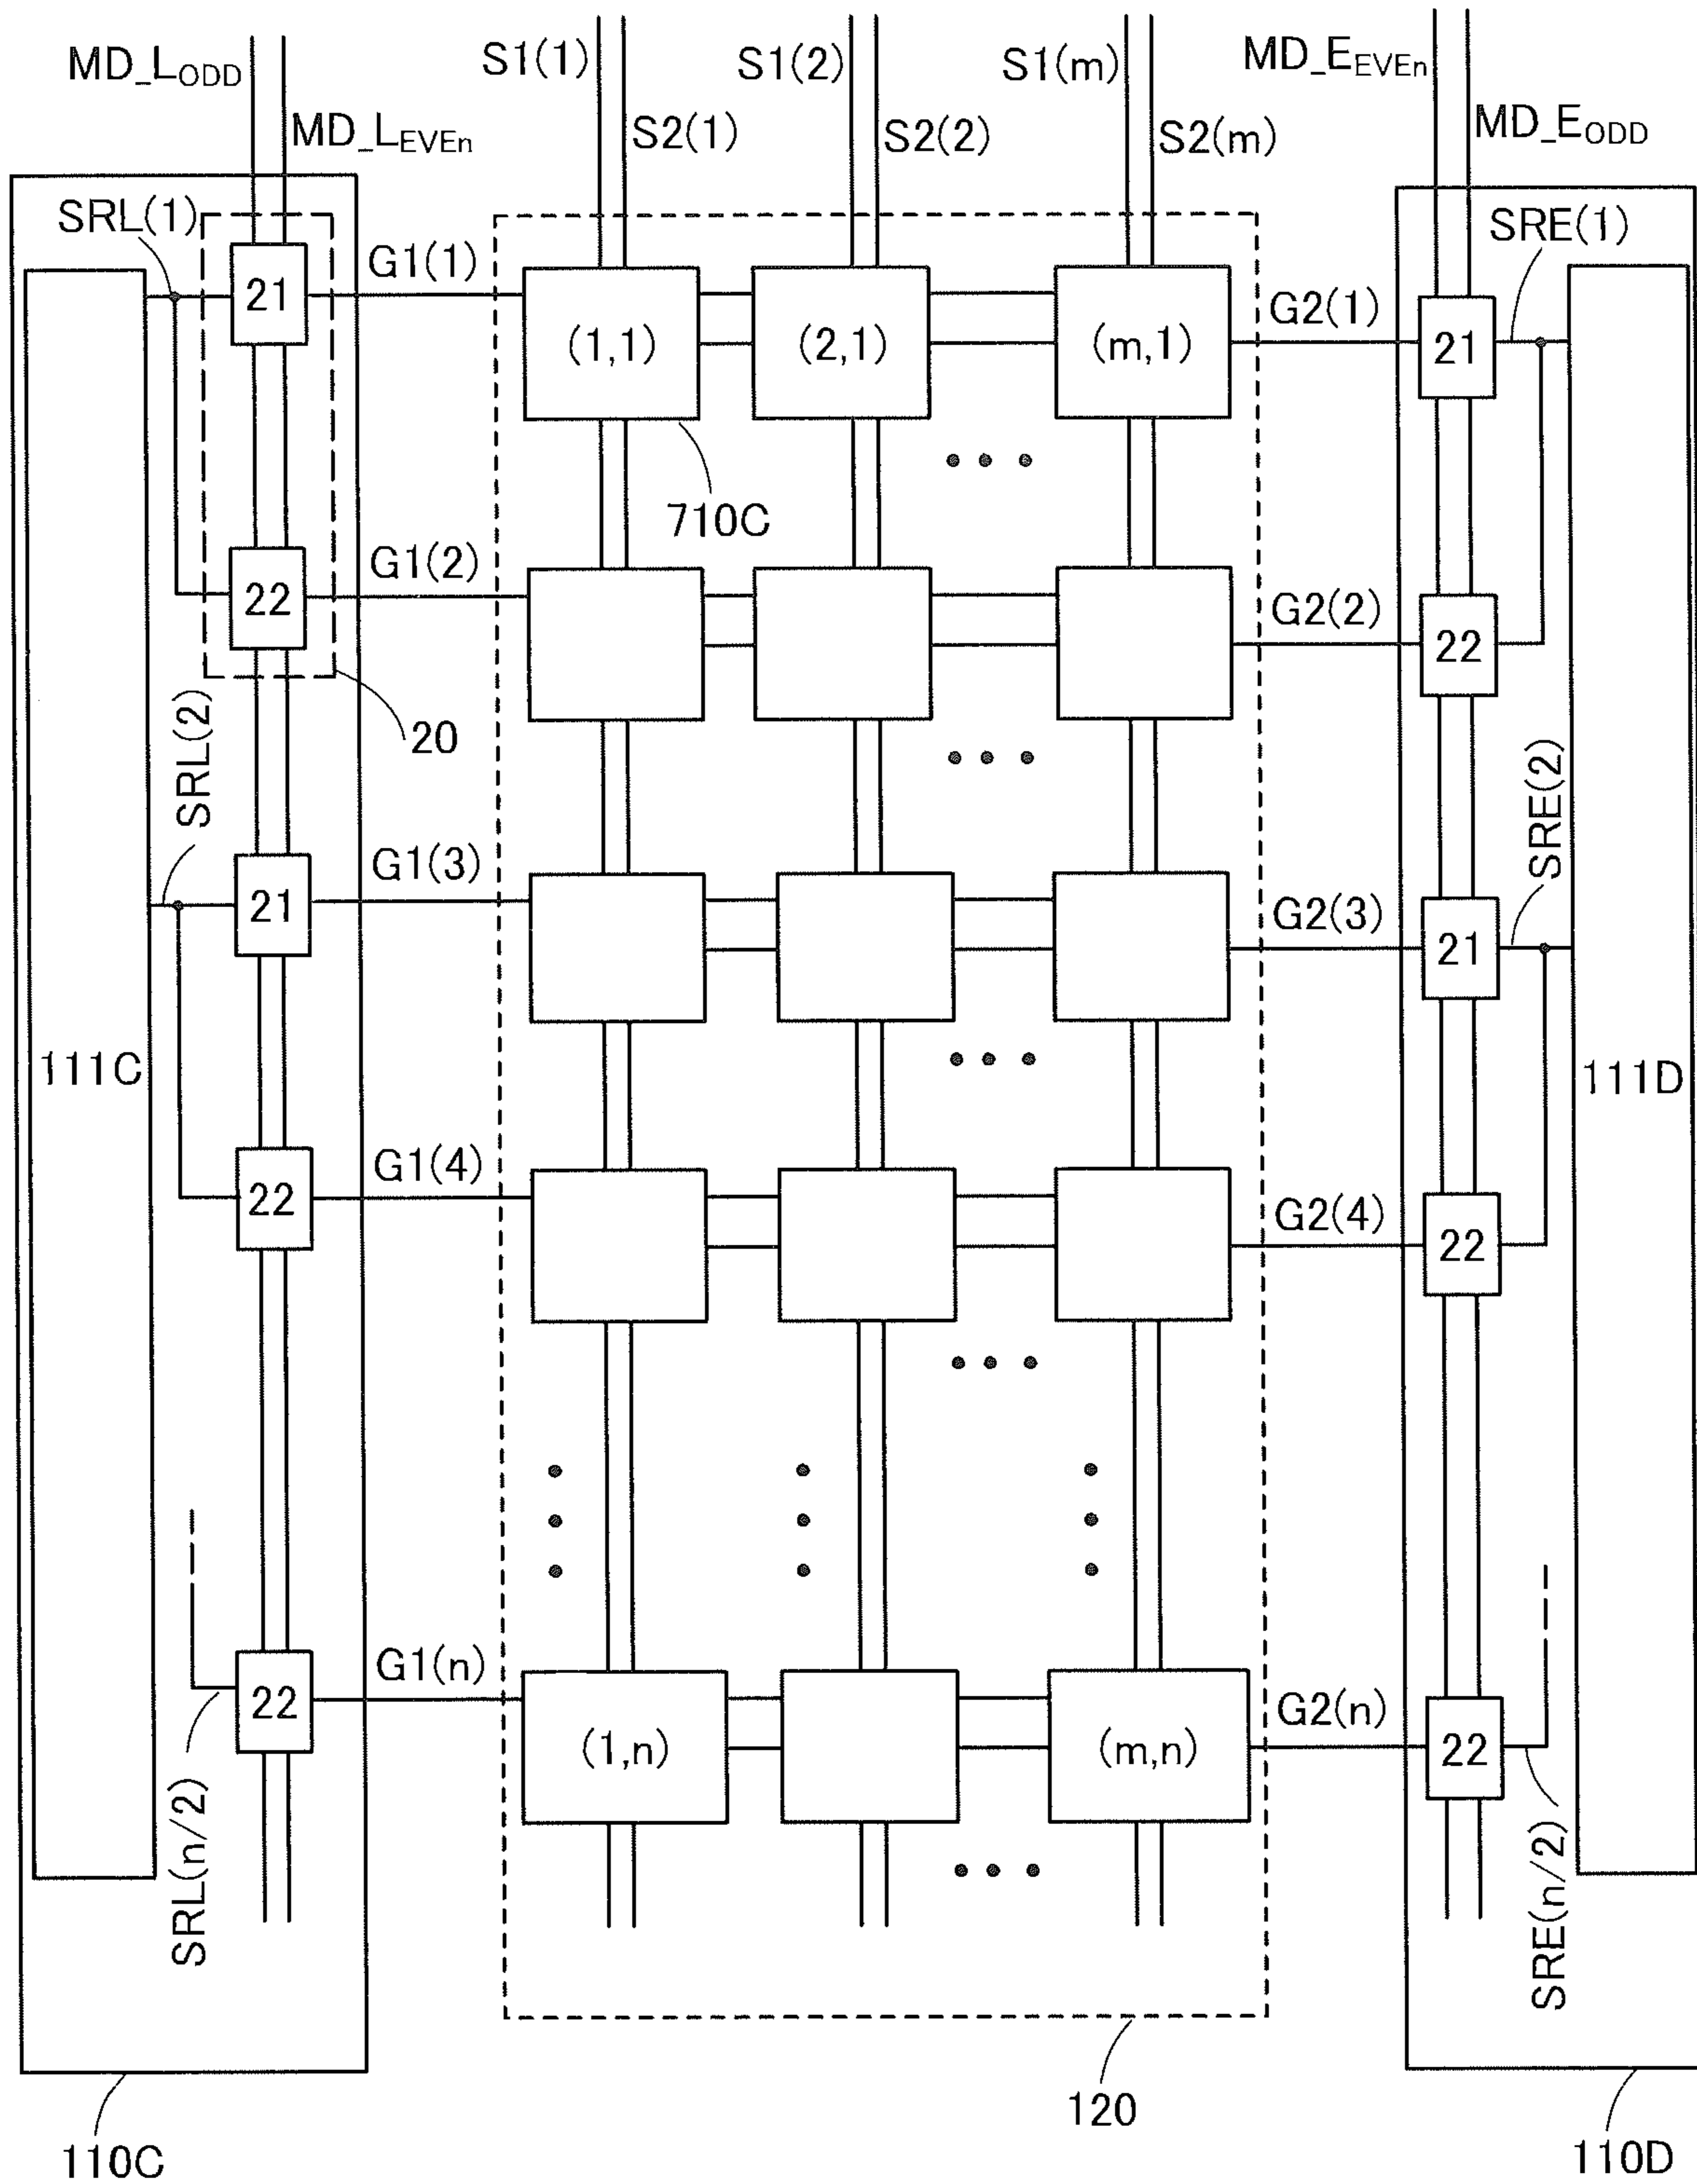 MD_LODD
MD_LEVEn
S1(1)
S2(1)
S1(2)
S2(2)
S1(m)
S2(m)
MD_EEVEn
MD_EODD
SRL(1)
21
G1(1)
(1,1)
(2,1)
(m,1)
G2(1)
21
SRE(1)
710C
22
G1(2)
G2(2)
22
20
SRL(2)
21
G1(3)
G2(3)
21
SRE(2)
111C
111D
22
G1(4)
G2(4)
22
SRL(n/2)
22
G1(n)
(1,n)
(m,n)
G2(n)
22
SRE(n/2)
110C
120
110D